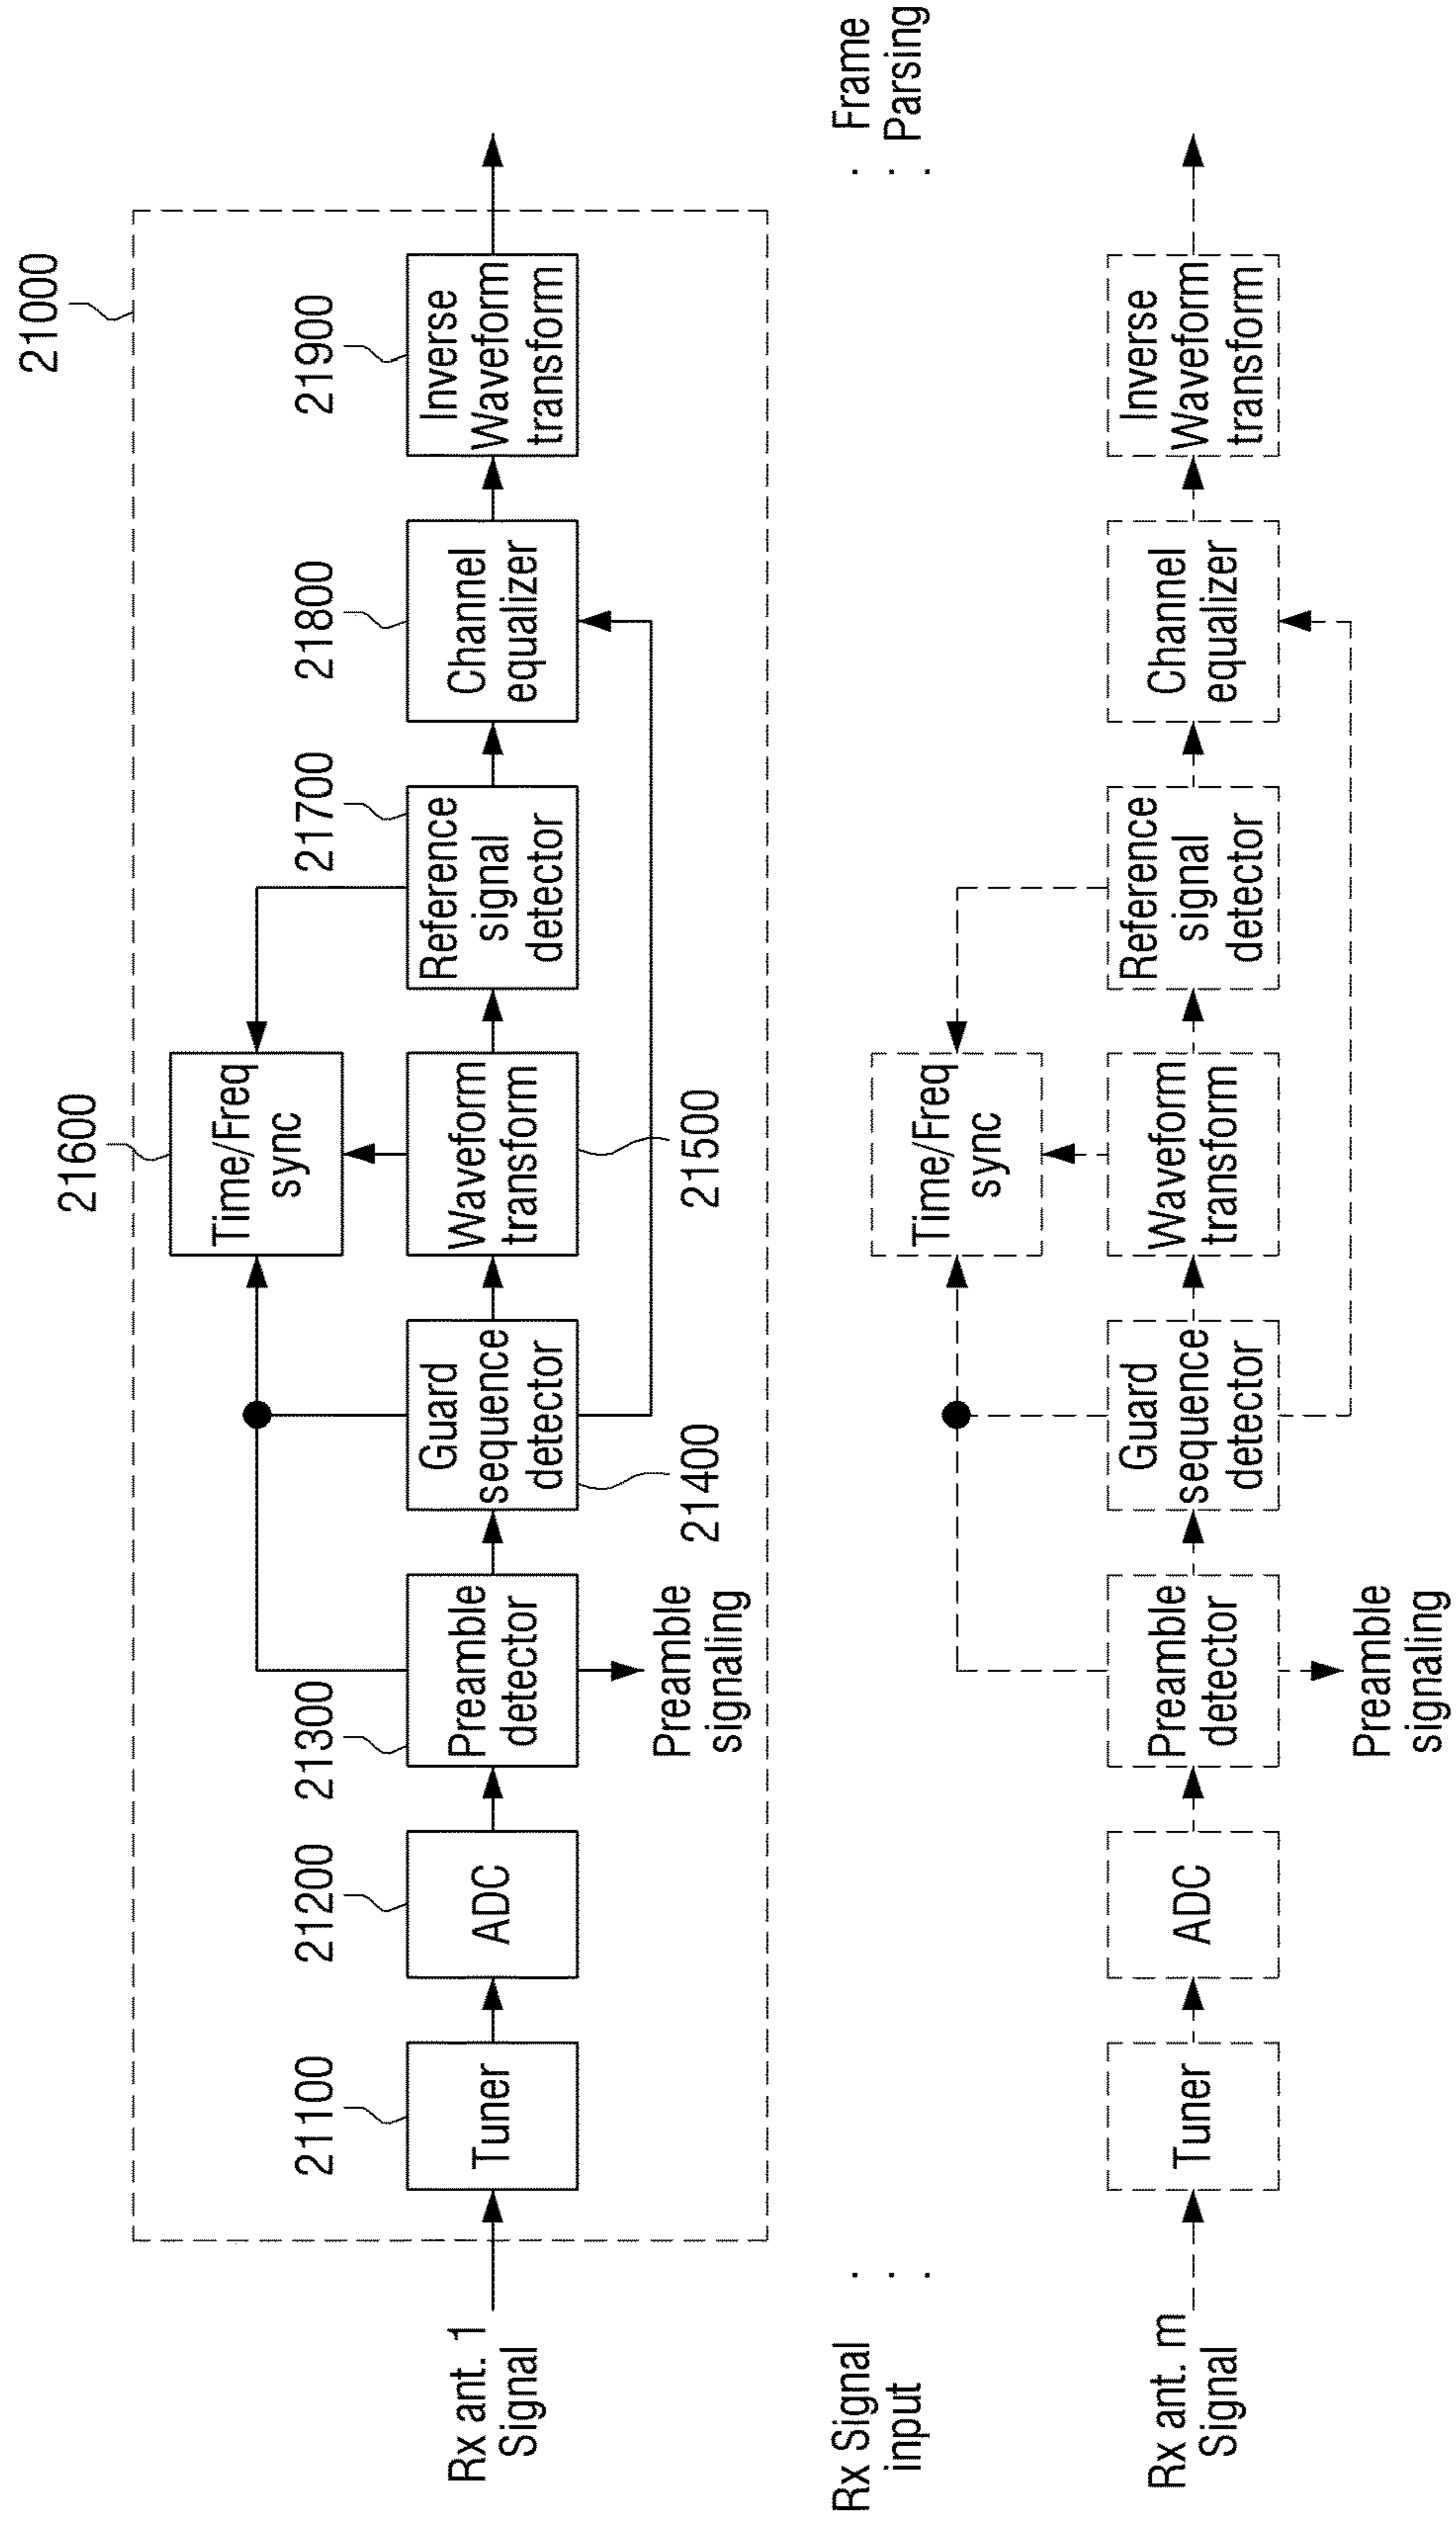 21000
21600
21100
21200
21300
21700
21800
21900
Time/Freq
sync
Rx ant. 1
Signal
Tuner
ADC
Preamble
detector
Guard
sequence
detector
Waveform
transform
Reference
signal
detector
Channel
equalizer
Inverse
Waveform
transform
Preamble
signaling
21400
21500
Rx Signal
input
. . .
. . .
Frame
Parsing
Time/Freq
sync
Rx ant. m
Signal
Tuner
ADC
Preamble
detector
Guard
sequence
detector
Waveform
transform
Reference
signal
detector
Channel
equalizer
Inverse
Waveform
transform
Preamble
signaling